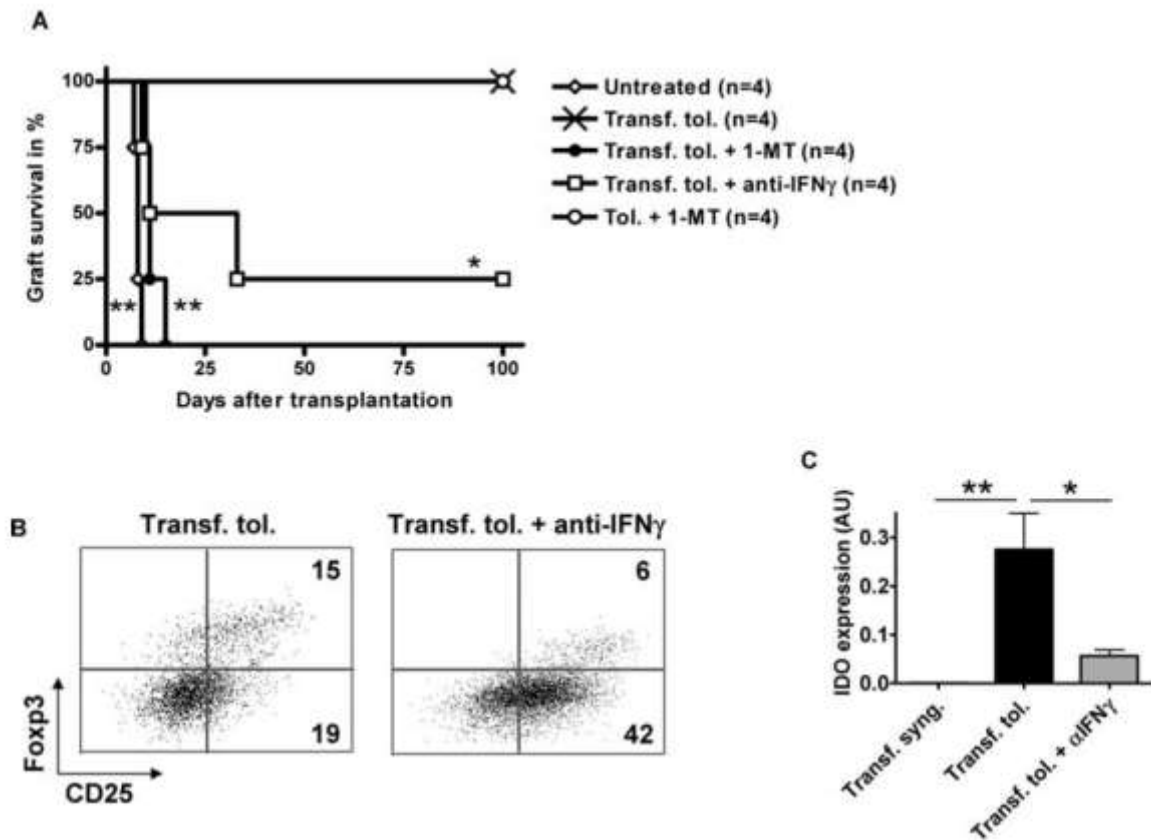 A
Graft survival in %
100
75
50
25
0
** ** *
0 25 50 75 100
Days after transplantation
Untreated (n=4)
Transf. tol. (n=4)
Transf. tol. + 1-MT (n=4)
Transf. tol. + anti-IFNγ (n=4)
Tol. + 1-MT (n=4)
B
Transf. tol.
Transf. tol. + anti-IFNγ
15
6
19
42
Foxp3
CD25
C
** *
IDO expression (AU)
0.3
0.2
0.1
0.0
Transf. syng.
Transf. tol.
Transf. tol. + αIFNγ